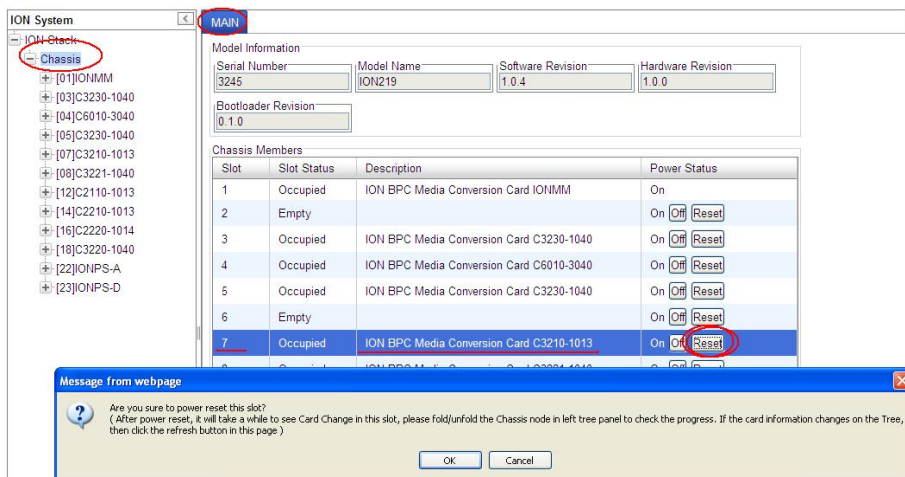 ION System
ION Stack
Chassis
[01]IONMM
[03]C3230-1040
[04]C6010-3040
[05]C3230-1040
[07]C3210-1013
[08]C3221-1040
[12]C2110-1013
[14]C2210-1013
[16]C2220-1014
[18]C3220-1040
[22]IONPS-A
[23]IONPS-D
MAIN
Model Information
Serial Number Model Name Software Revision Hardware Revision
3245 ION219 1.0.4 1.0.0
Bootloader Revision
0.1.0
Chassis Members
Slot Slot Status Description Power Status
1 Occupied ION BPC Media Conversion Card IONMM On
2 Empty On Off Reset
3 Occupied ION BPC Media Conversion Card C3230-1040 On Off Reset
4 Occupied ION BPC Media Conversion Card C6010-3040 On Off Reset
5 Occupied ION BPC Media Conversion Card C3230-1040 On Off Reset
6 Empty On Off Reset
7 Occupied ION BPC Media Conversion Card C3210-1013 On Off Reset
Message from webpage
Are you sure to power reset this slot?
( After power reset, it will take a while to see Card Change in this slot, please fold/unfold the Chassis node in left tree panel to check the progress. If the card information changes on the Tree,
then click the refresh button in this page )
OK Cancel